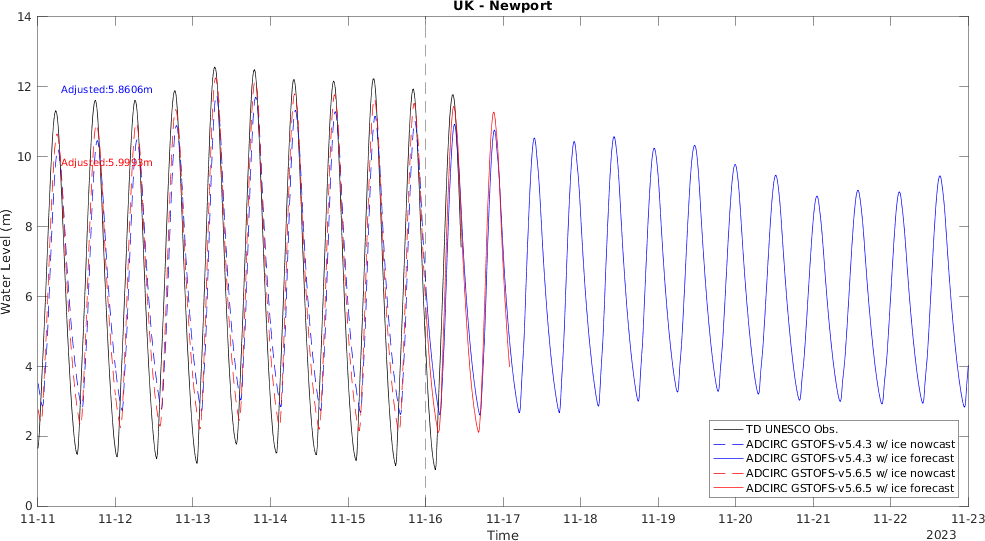 UK - Newport
14
12
10
8
6
4
2
0
Water Level (m)
Adjusted:5.8606m
Adjusted:5.9993m
TD UNESCO Obs.
ADCIRC GSTOFS-v5.4.3 w/ ice nowcast
ADCIRC GSTOFS-v5.4.3 w/ ice forecast
ADCIRC GSTOFS-v5.6.5 w/ ice nowcast
ADCIRC GSTOFS-v5.6.5 w/ ice forecast
11-11 11-12 11-13 11-14 11-15 11-16 11-17 11-18 11-19 11-20 11-21 11-22 11-23
Time
2023